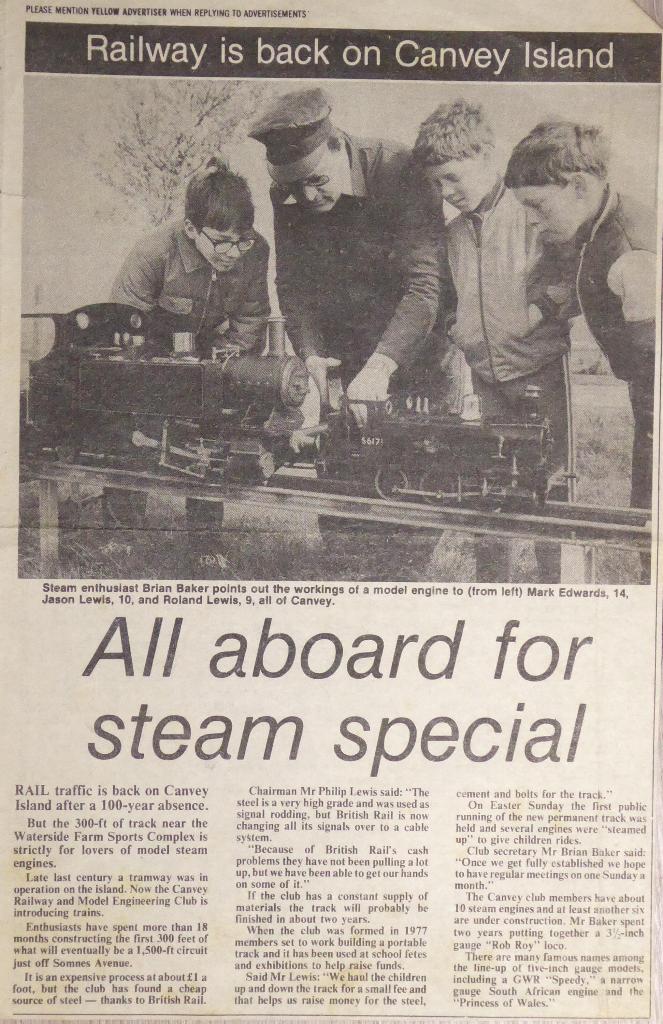 PLEASE MENTION YELLOW ADVERTISER WHEN REPLYING TO ADVERTISEMENTS
Railway is back on Canvey Island
5617
Steam enthusiast Brian Baker points out the workings of a model engine to (from left) Mark Edwards, 14,
Jason Lewis, 10, and Roland Lewis, 9, all of Canvey.
All aboard for
steam special
RAIL traffic is back on Canvey
Island after a 100-year absence.
But the 300-ft of track near the
Waterside Farm Sports Complex is
strictly for lovers of model steam
engines.
Late last century a tramway was in
operation on the island. Now the Canvey
Railway and Model Engineering Club is
introducing trains.
Enthusiasts have spent more than 18
months constructing the first 300 feet of
what will eventually be a 1,500-ft circuit
just off Somnes Avenue.
It is an expensive process at about £1 a
foot, but the club has found a cheap
source of steel — thanks to British Rail.
Chairman Mr Philip Lewis said: "The
steel is a very high grade and was used as
signal rodding, but British Rail is now
changing all its signals over to a cable
system.
"Because of British Rail's cash
problems they have not been pulling a lot
up, but we have been able to get our hands
on some of it."
If the club has a constant supply of
materials the track will probably be
finished in about two years.
When the club was formed in 1977
members set to work building a portable
track and it has been used at school fetes
and exhibitions to help raise funds.
Said Mr Lewis: "We haul the children
up and down the track for a small fee and
that helps us raise money for the steel,
cement and bolts for the track."
On Easter Sunday the first public
running of the new permanent track was
held and several engines were "steamed
up" to give children rides.
Club secretary Mr Brian Baker said:
"Once we get fully established we hope
to have regular meetings on one Sunday a
month."
The Canvey club members have about
10 steam engines and at least another six
are under construction. Mr Baker spent
two years putting together a 3½-inch
gauge "Rob Roy" loco.
There are many famous names among
the line-up of five-inch gauge models,
including a GWR "Speedy," a narrow
gauge South African engine and the
"Princess of Wales."